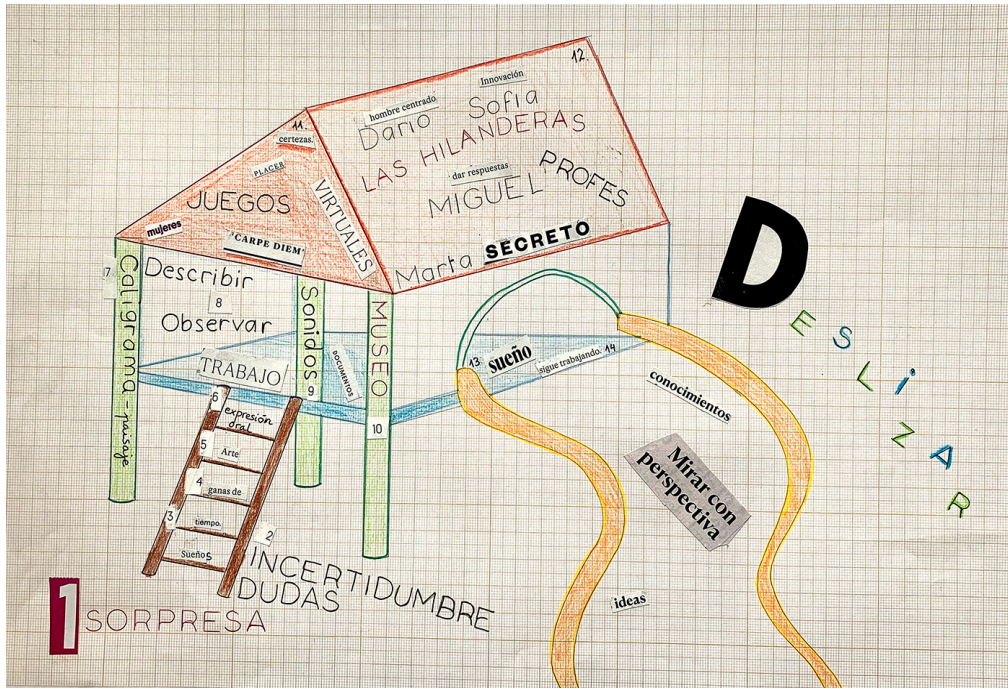 12.
Innovación
hombre centrado
Sofía
Darío
LAS HILANDERAS
dar respuestas
MIGUEL
PROFES
Marta SECRETO
11.
certezas.
PLACER
JUEGOS
VIRTUALES
mujeres
"CARPE DIEM"
7
Caligrama-paisaje
Describir
8
Observar
Sonidos
9
MUSEO
10
TRABAJO
DOCUMENTOS
13
sueño
sigue trabajando. 14
6
expresión
oral
5
Arte
4
ganas de
3
tiempo.
Sueños
2
INCERTIDUMBRE
DUDAS
1 SORPRESA
DESLiZAR
conocimientos
Mirar con
perspectiva
ideas